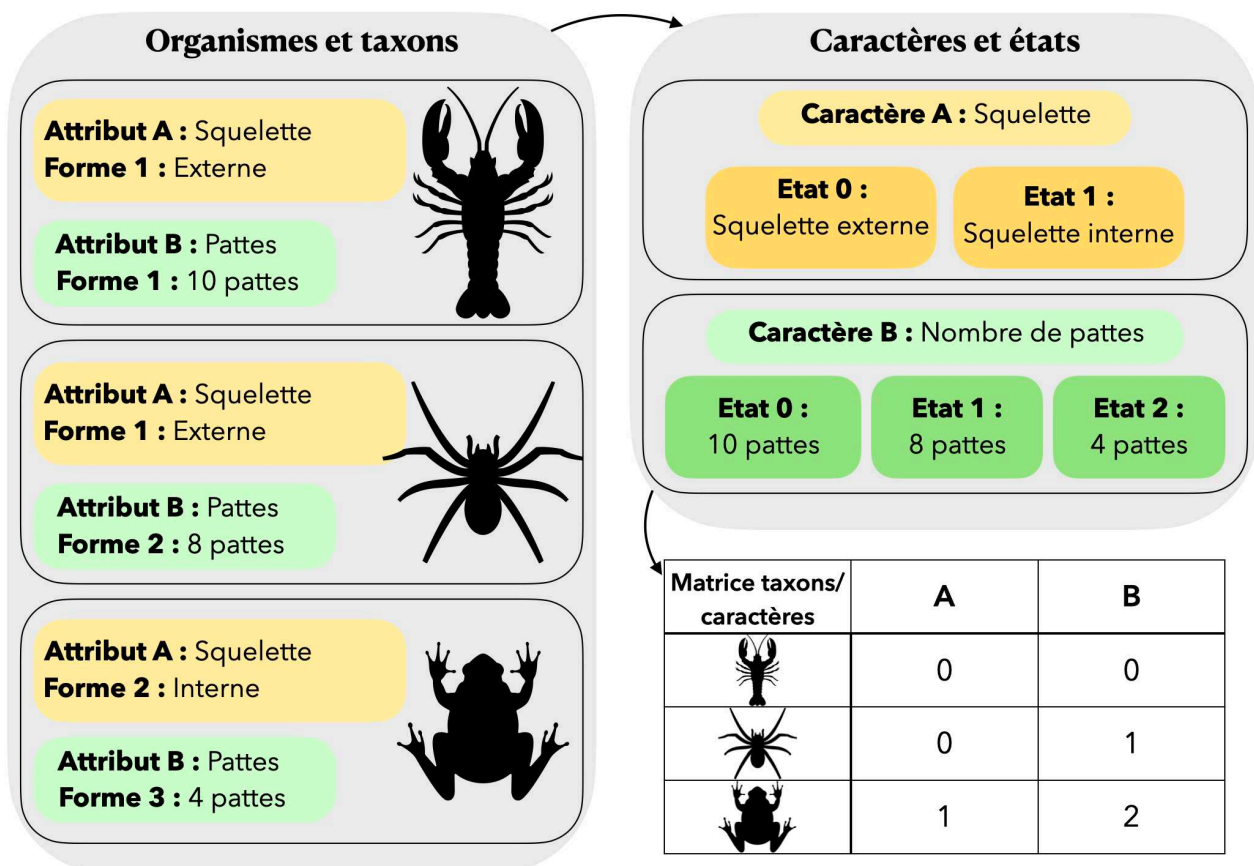 Organismes et taxons
Attribut A : Squelette
Forme 1 : Externe
Attribut B : Pattes
Forme 1 : 10 pattes
Attribut A : Squelette
Forme 1 : Externe
Attribut B : Pattes
Forme 2 : 8 pattes
Attribut A : Squelette
Forme 2 : Interne
Attribut B : Pattes
Forme 3 : 4 pattes
Caractères et états
Caractère A : Squelette
Etat 0 :
Squelette externe
Etat 1 :
Squelette interne
Caractère B : Nombre de pattes
Etat 0 :
10 pattes
Etat 1 :
8 pattes
Etat 2 :
4 pattes
Matrice taxons/
caractères
A
B
0
0
0
1
1
2